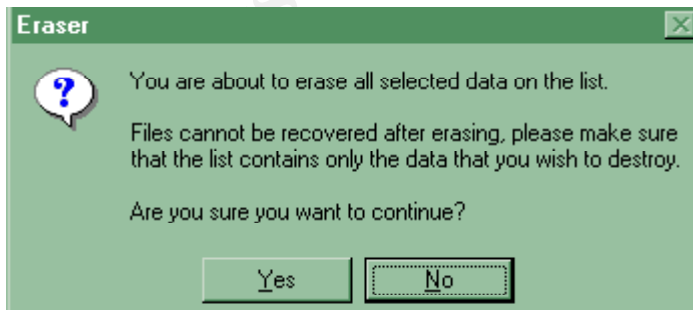 Eraser
You are about to erase all selected data on the list.
Files cannot be recovered after erasing, please make sure
that the list contains only the data that you wish to destroy.
Are you sure you want to continue?
Yes
No